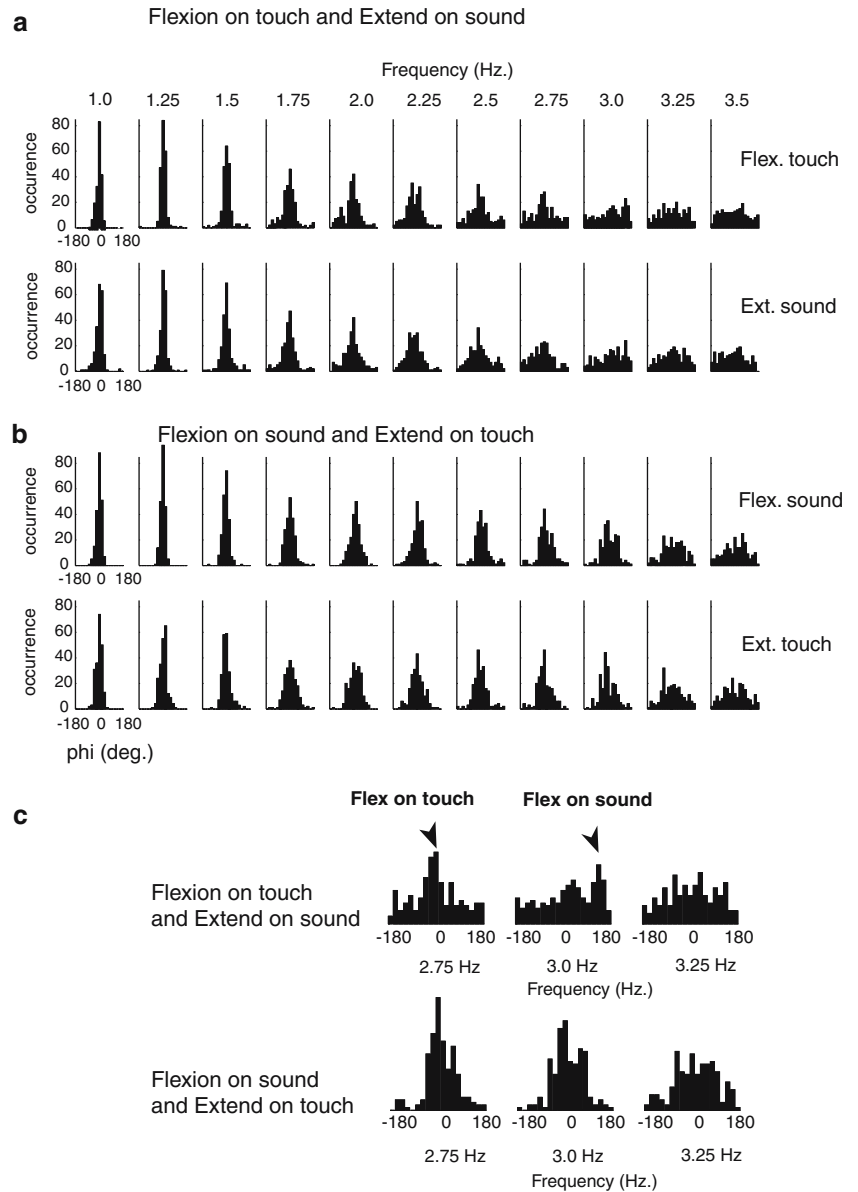 a
Flexion on touch and Extend on sound
Frequency (Hz.)
1.0 1.25 1.5 1.75 2.0 2.25 2.5 2.75 3.0 3.25 3.5
occurence
80
60
40
20
0
-180 0 180
Flex. touch
occurrence
80
60
40
20
0
-180 0 180
Ext. sound
b
Flexion on sound and Extend on touch
occurrence
80
60
40
20
0
-180 0 180
Flex. sound
occurrence
80
60
40
20
0
-180 0 180
Ext. touch
phi (deg.)
c
Flex on touch Flex on sound
Flexion on touch
and Extend on sound
-180 0 180 -180 0 180 -180 0 180
2.75 Hz 3.0 Hz 3.25 Hz
Frequency (Hz.)
Flexion on sound
and Extend on touch
-180 0 180 -180 0 180 -180 0 180
2.75 Hz 3.0 Hz 3.25 Hz
Frequency (Hz.)